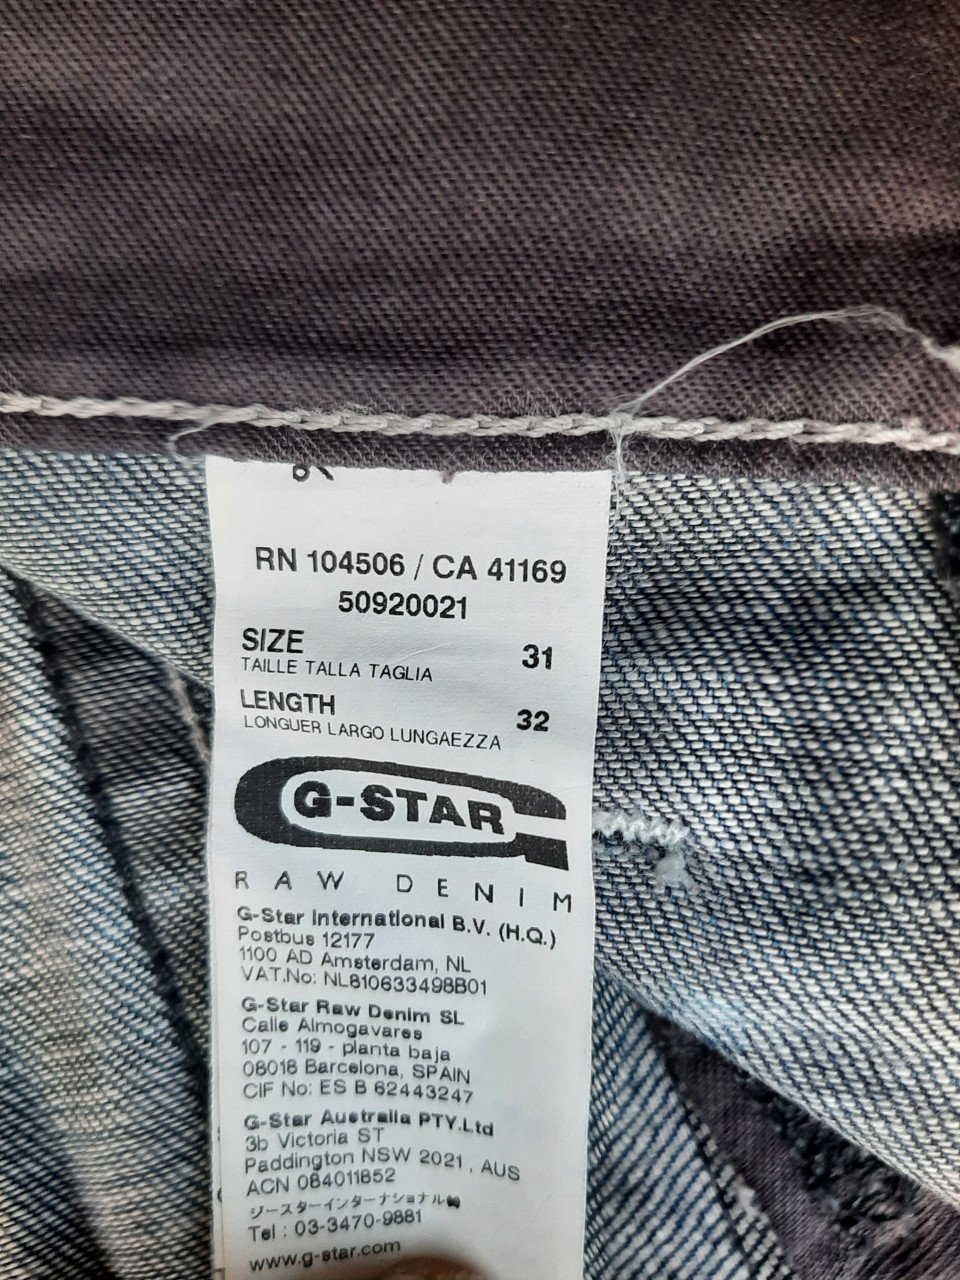 RN 104506 / CA 41169
50920021
SIZE 31
TAILLE TALLA TAGLIA
LENGTH 32
LONGUER LARGO LUNGAEZZA
G-STAR
RAW DENIM
G-Star International B.V. (H.Q.)
Postbus 12177
1100 AD Amsterdam, NL
VAT.No: NL810633498B01
G-Star Raw Denim SL
Calle Almogavares
107 - 119 - planta baja
08018 Barcelona, SPAIN
CIF No: ES B 62443247
G-Star Australia PTY.Ltd
3b Victoria ST
Paddington NSW 2021, AUS
ACN 084011852
ジースターインターナショナル㈱
Tel : 03-3470-9881
www.g-star.com